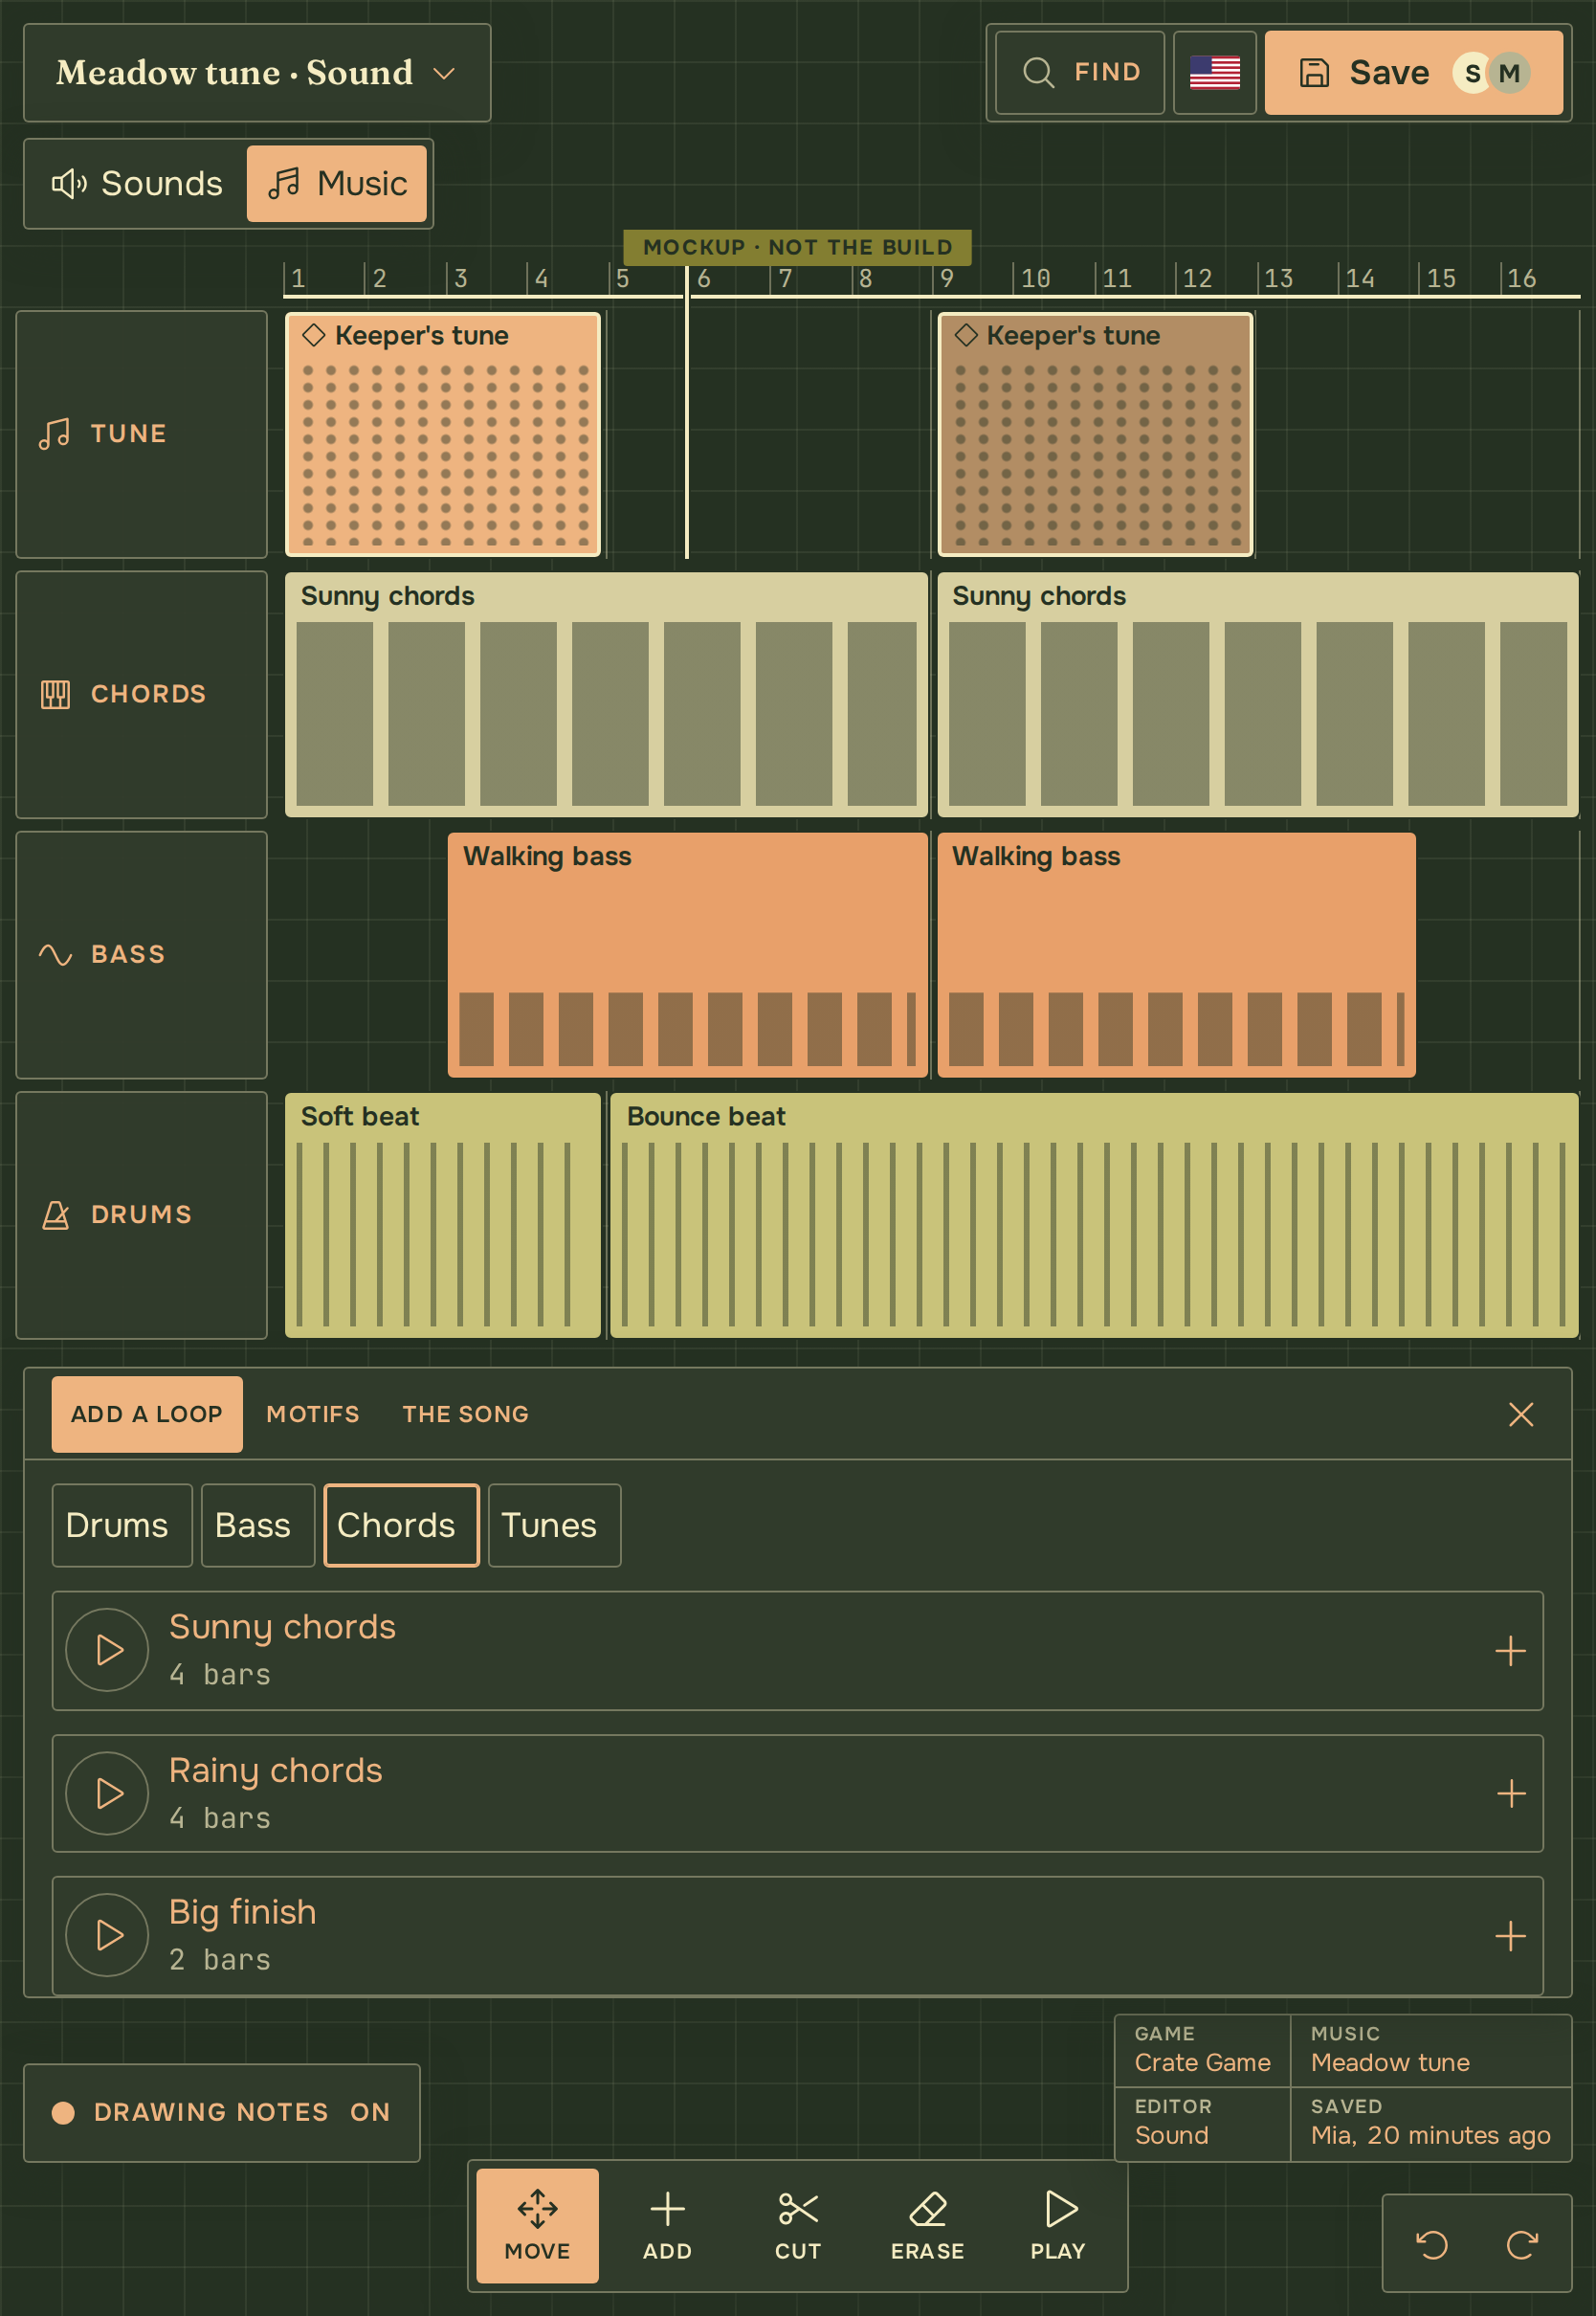 Meadow tune · Sound
FIND
Save
S
M
Sounds
Music
MOCKUP · NOT THE BUILD
1 2 3 4 5 6 7 8 9 10 11 12 13 14 15 16
TUNE
Keeper's tune
Keeper's tune
CHORDS
Sunny chords
Sunny chords
BASS
Walking bass
Walking bass
DRUMS
Soft beat
Bounce beat
ADD A LOOP
MOTIFS
THE SONG
Drums
Bass
Chords
Tunes
Sunny chords
4 bars
Rainy chords
4 bars
Big finish
2 bars
GAME
Crate Game
MUSIC
Meadow tune
EDITOR
Sound
SAVED
Mia, 20 minutes ago
DRAWING NOTES ON
MOVE
ADD
CUT
ERASE
PLAY